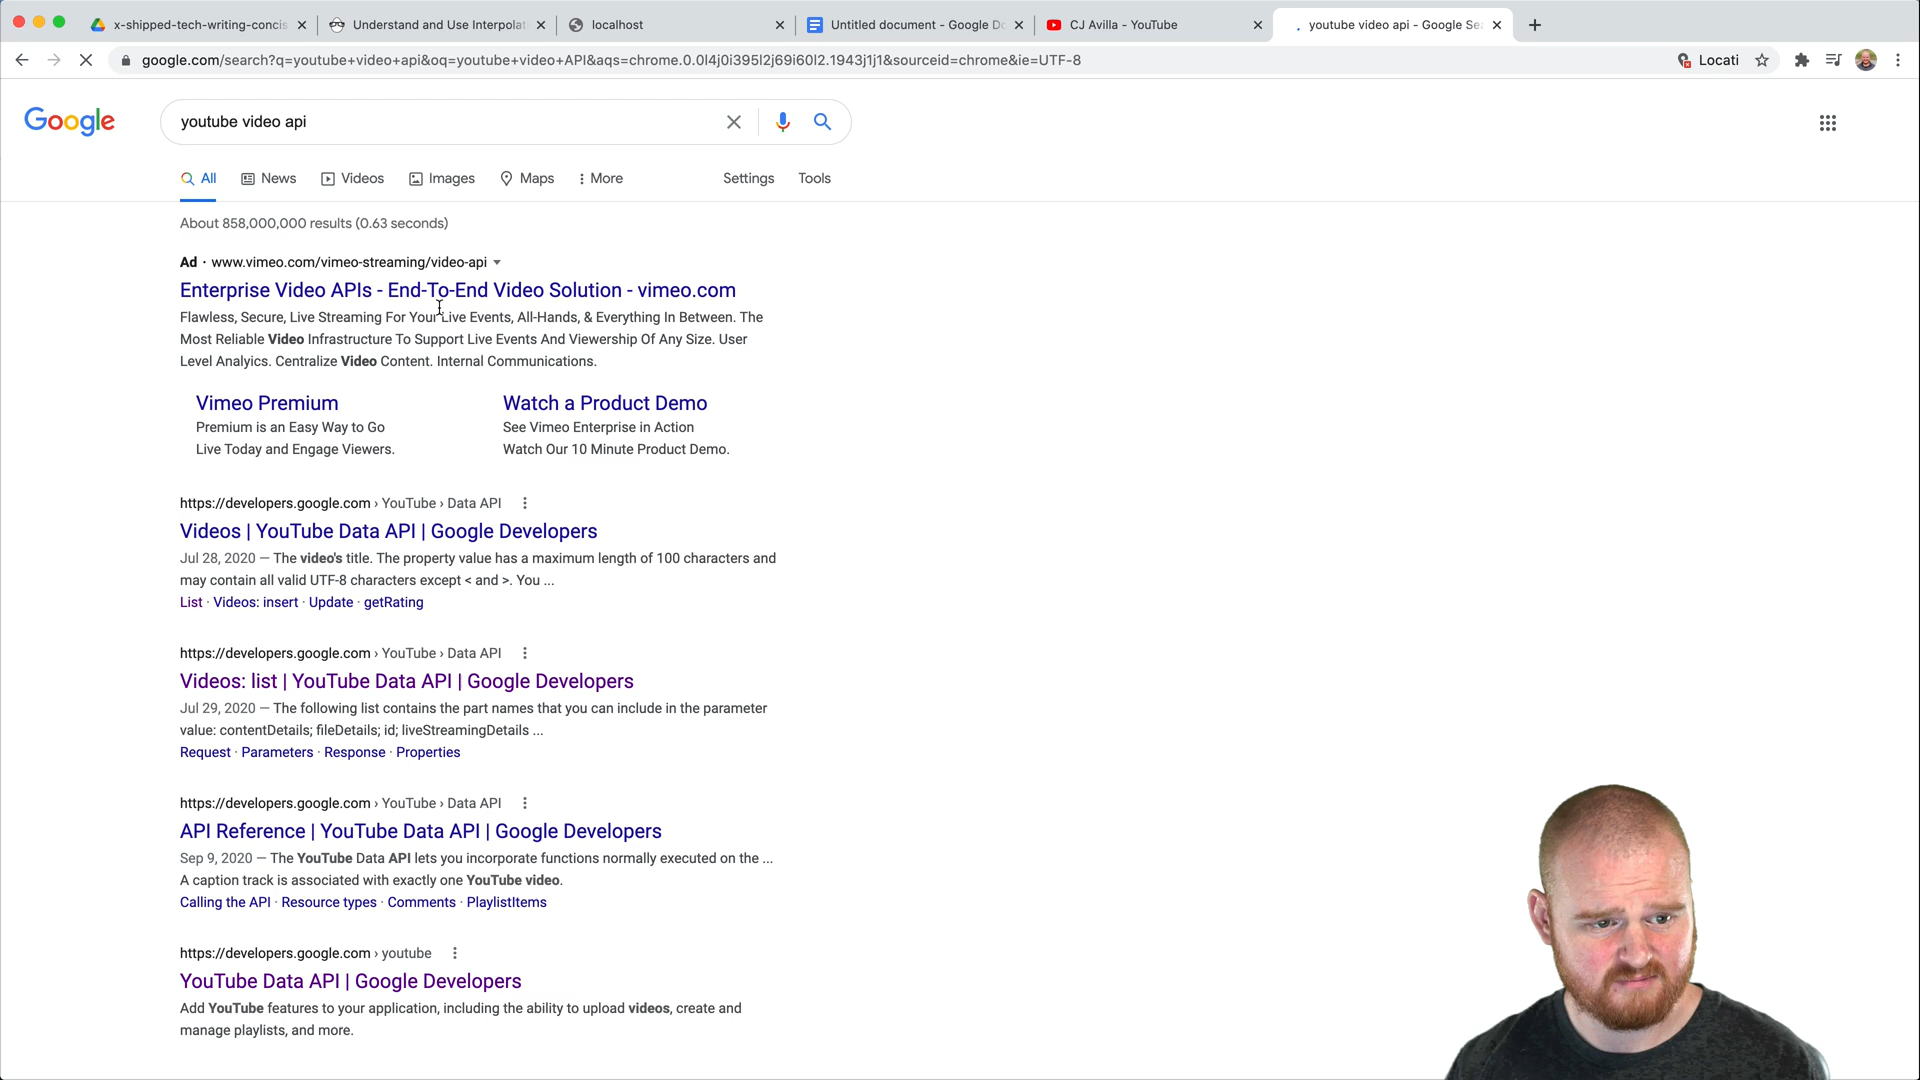 x-shipped-tech-writing-concis
Understand and Use Interpolat
localhost
Untitled document - Google Do
CJ Avilla - YouTube
youtube video api - Google Sea
google.com/search?q=youtube+video+api&oq=youtube+video+API&aqs=chrome.0.0l4j0i395l2j69i60l2.1943j1j1&sourceid=chrome&ie=UTF-8
Locati
Google
youtube video api
All
News
Videos
Images
Maps
More
Settings
Tools
About 858,000,000 results (0.63 seconds)
Ad · www.vimeo.com/vimeo-streaming/video-api
Enterprise Video APIs - End-To-End Video Solution - vimeo.com
Flawless, Secure, Live Streaming For Your Live Events, All-Hands, & Everything In Between. The
Most Reliable Video Infrastructure To Support Live Events And Viewership Of Any Size. User
Level Analyics. Centralize Video Content. Internal Communications.
Vimeo Premium
Premium is an Easy Way to Go
Live Today and Engage Viewers.
Watch a Product Demo
See Vimeo Enterprise in Action
Watch Our 10 Minute Product Demo.
https://developers.google.com › YouTube › Data API
Videos | YouTube Data API | Google Developers
Jul 28, 2020 — The video's title. The property value has a maximum length of 100 characters and
may contain all valid UTF-8 characters except < and >. You ...
List · Videos: insert · Update · getRating
https://developers.google.com › YouTube › Data API
Videos: list | YouTube Data API | Google Developers
Jul 29, 2020 — The following list contains the part names that you can include in the parameter
value: contentDetails; fileDetails; id; liveStreamingDetails ...
Request · Parameters · Response · Properties
https://developers.google.com › YouTube › Data API
API Reference | YouTube Data API | Google Developers
Sep 9, 2020 — The YouTube Data API lets you incorporate functions normally executed on the ...
A caption track is associated with exactly one YouTube video.
Calling the API · Resource types · Comments · PlaylistItems
https://developers.google.com › youtube
YouTube Data API | Google Developers
Add YouTube features to your application, including the ability to upload videos, create and
manage playlists, and more.